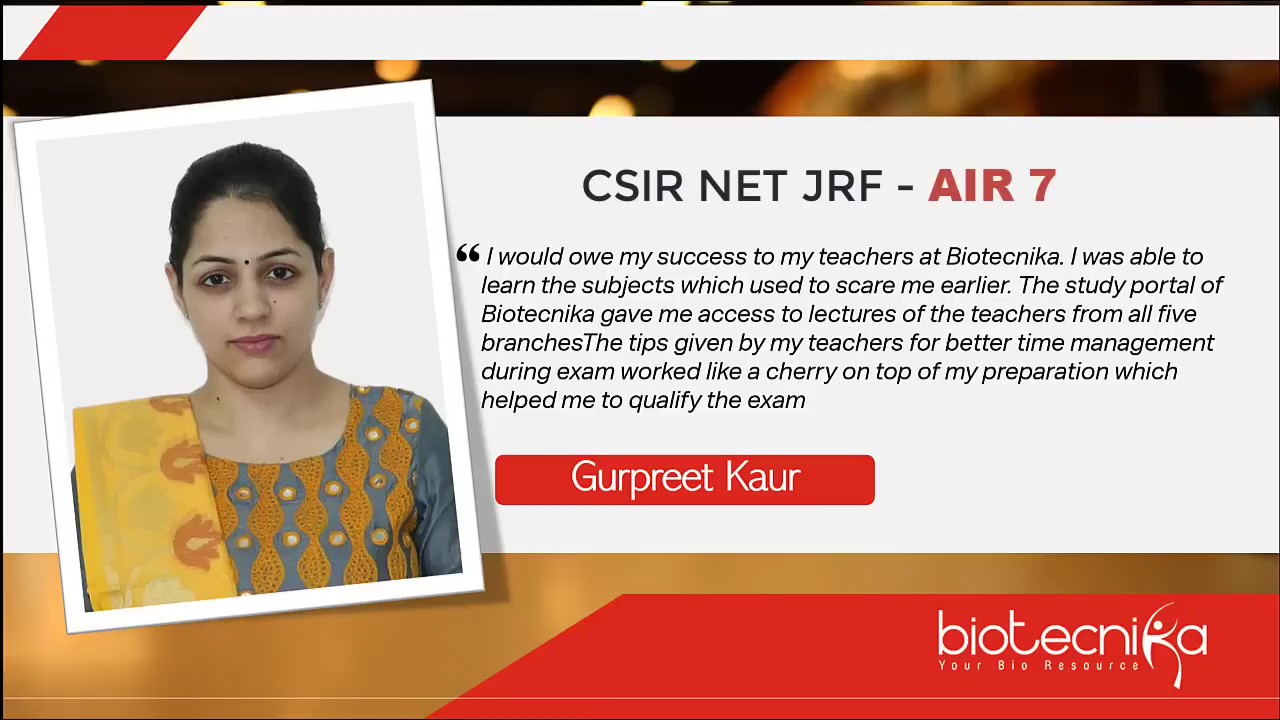 CSIR NET JRF - AIR 7
“ I would owe my success to my teachers at Biotecnika. I was able to
learn the subjects which used to scare me earlier. The study portal of
Biotecnika gave me access to lectures of the teachers from all five
branchesThe tips given by my teachers for better time management
during exam worked like a cherry on top of my preparation which
helped me to qualify the exam
Gurpreet Kaur
biotecnika
Your Bio Resource